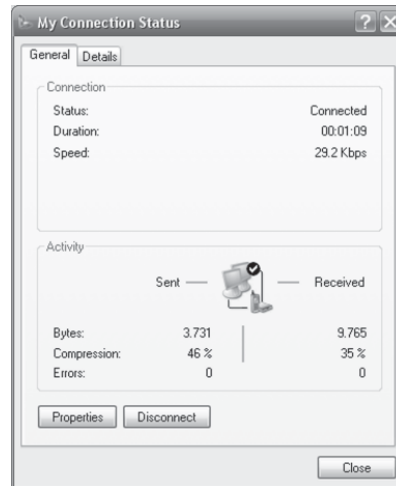 My Connection Status
General Details
Connection
Status: Connected
Duration: 00:01:09
Speed: 29.2 Kbps
Activity
Sent Received
Bytes: 3.731 9.765
Compression: 46 % 35 %
Errors: 0 0
Properties Disconnect
Close